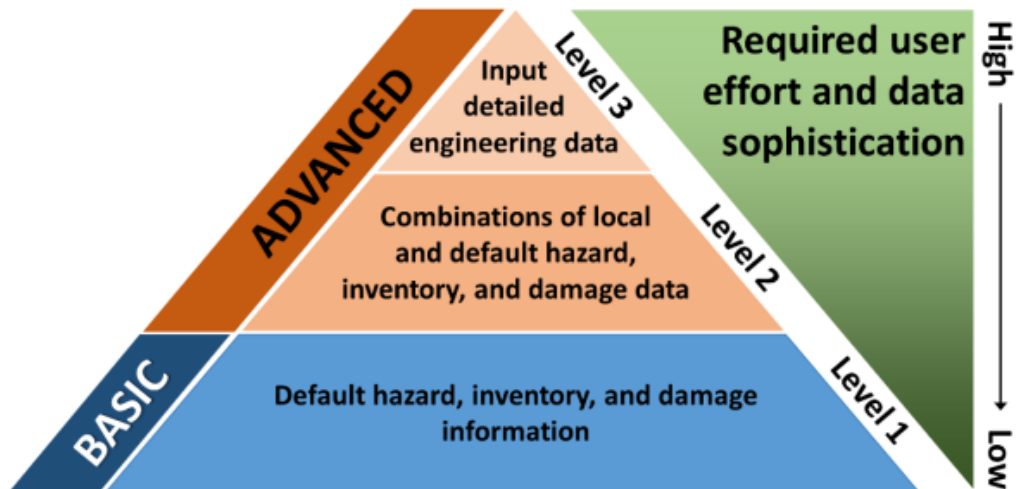 ADVANCED
BASIC
Input
detailed
engineering data
Combinations of local
and default hazard,
inventory, and damage data
Default hazard, inventory, and damage
information
Level 3
Level 2
Level 1
Required user
effort and data
sophistication
High
Low